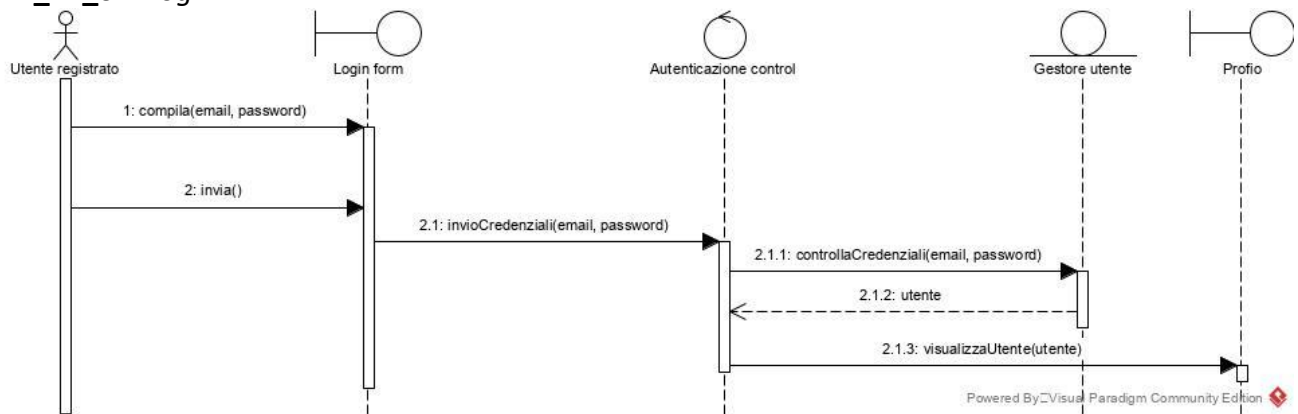 Utente registrato
Login form
Autenticazione control
Gestore utente
Profio
1: compila(email, password)
2: invia()
2.1: invioCredenziali(email, password)
2.1.1: controllaCredenziali(email, password)
2.1.2: utente
2.1.3: visualizzaUtente(utente)
Powered By Visual Paradigm Community Edition